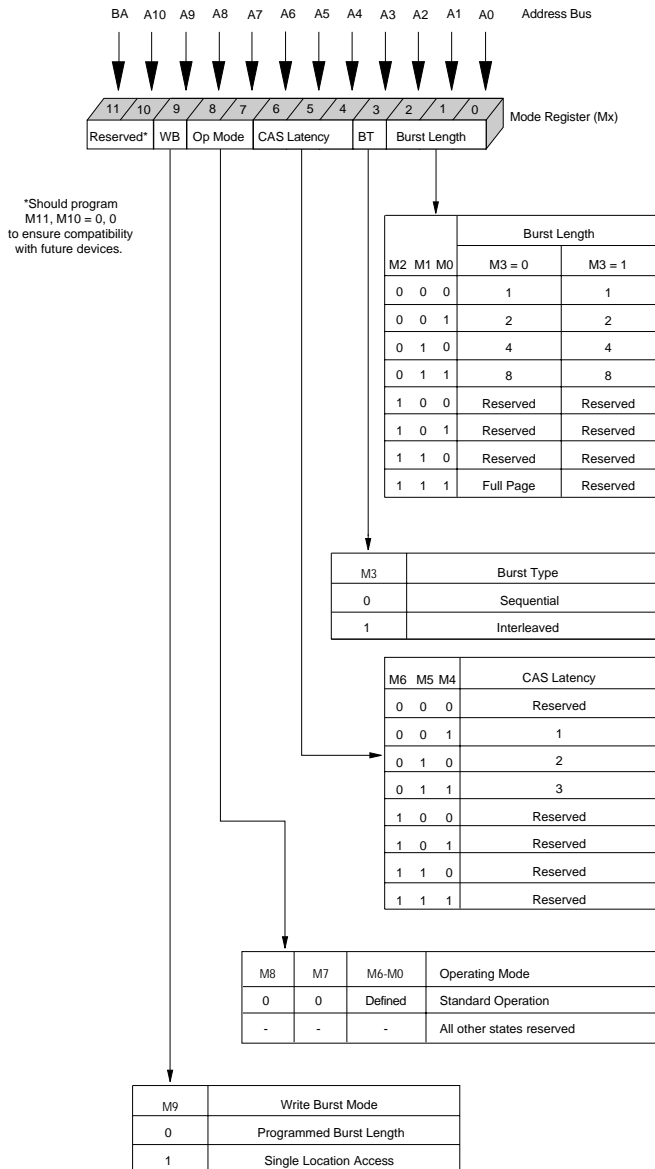 BA A10 A9 A8 A7 A6 A5 A4 A3 A2 A1 A0 Address Bus
11 10 9 8 7 6 5 4 3 2 1 0 Mode Register (Mx)
Reserved* WB Op Mode CAS Latency BT Burst Length
*Should program
M11, M10 = 0, 0
to ensure compatibility
with future devices.
Burst Length
M2 M1 M0 M3 = 0 M3 = 1
0 0 0 1 1
0 0 1 2 2
0 1 0 4 4
0 1 1 8 8
1 0 0 Reserved Reserved
1 0 1 Reserved Reserved
1 1 0 Reserved Reserved
1 1 1 Full Page Reserved
M3 Burst Type
0 Sequential
1 Interleaved
M6 M5 M4 CAS Latency
0 0 0 Reserved
0 0 1 1
0 1 0 2
0 1 1 3
1 0 0 Reserved
1 0 1 Reserved
1 1 0 Reserved
1 1 1 Reserved
M8 M7 M6-M0 Operating Mode
0 0 Defined Standard Operation
- - - All other states reserved
M9 Write Burst Mode
0 Programmed Burst Length
1 Single Location Access